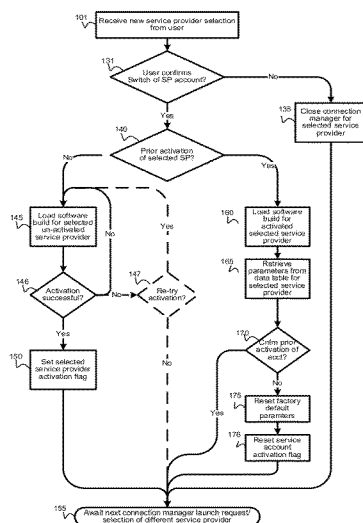 101
Receive new service provider selection
from user
131
User confirms
Switch of SP account?
No
138
Close connection
manager for
selected service
provider
Yes
140
Prior activation
of selected SP?
No
Yes
145
Load software
build for selected
un-activated
service provider
No
Yes
160
Load software
build for
activated
selected service
provider
165
Retrieve
parameters from
data table for
selected service
provider
146
Activation
successful?
No
147
Re-try
activation?
170
Cnfrm prior
activation of
acct?
Yes
No
No
Yes
150
Set selected
service provider
activation flag
175
Reset factory
default
paramters
176
Reset service
account
activation flag
155
Await next connection manager launch request/
selection of different service provider